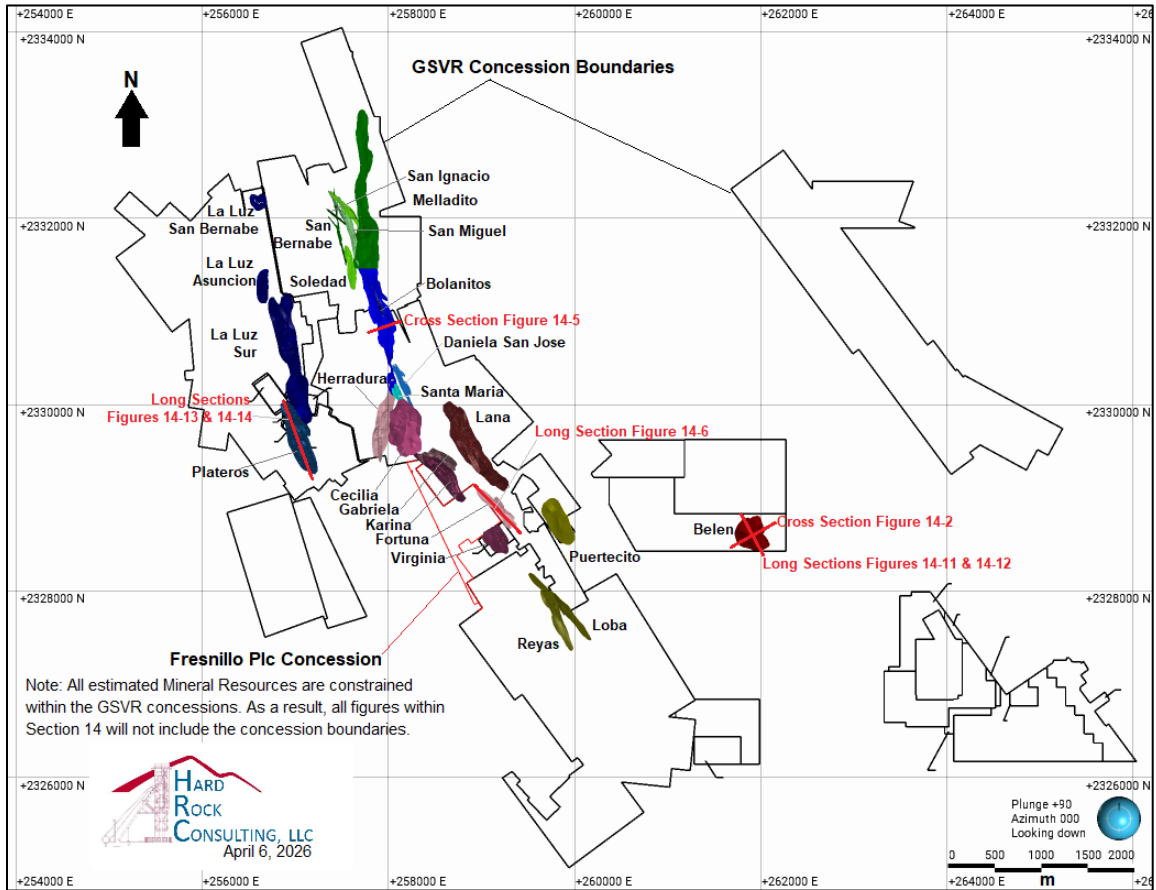 +254000 E
+256000 E
+258000 E
+260000 E
+262000 E
+264000 E
+26
+2334000 N
+2334000 N
GSVR Concession Boundaries
N
San Ignacio
Melladito
La Luz
San Bernabe
San
Bernabe
San Miguel
+2332000 N
+2332000 N
La Luz
Asuncion
Soledad
Bolanitos
Cross Section Figure 14-5
La Luz
Sur
Daniela San Jose
Herradura
Santa Maria
Long Sections
Figures 14-13 & 14-14
Lana
+2330000 N
+2330000 N
Long Section Figure 14-6
Plateros
Cecilia
Gabriela
Karina
Fortuna
Virginia
Puertecito
Belen
Cross Section Figure 14-2
Long Sections Figures 14-11 & 14-12
+2328000 N
+2328000 N
Loba
Reyas
Fresnillo Plc Concession
Note: All estimated Mineral Resources are constrained
within the GSVR concessions. As a result, all figures within
Section 14 will not include the concession boundaries.
+2326000 N
+2326000 N
HARD
ROCK
CONSULTING, LLC
April 6, 2026
Plunge +90
Azimuth 000
Looking down
0 500 1000 1500 2000
m
+254000 E
+256000 E
+258000 E
+260000 E
+262000 E
+264000 E
+26